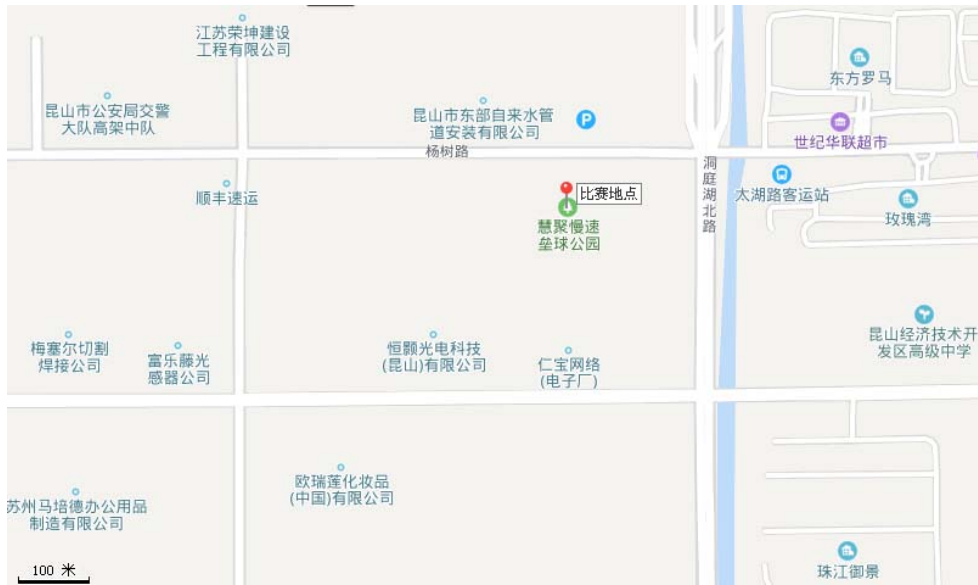 江苏荣坤建设
工程有限公司
东方罗马
昆山市公安局交警
大队高架中队
昆山市东部自来水管
道安装有限公司
P
世纪华联超市
杨树路
洞庭湖北路
顺丰速运
比赛地点
太湖路客运站
玫瑰湾
慧聚慢速
垒球公园
昆山经济技术开
发区高级中学
梅塞尔切割
焊接公司
富乐藤光
感器公司
恒颢光电科技
(昆山)有限公司
仁宝网络
(电子厂)
欧瑞莲化妆品
(中国)有限公司
苏州马培德办公用品
制造有限公司
珠江御景
100 米